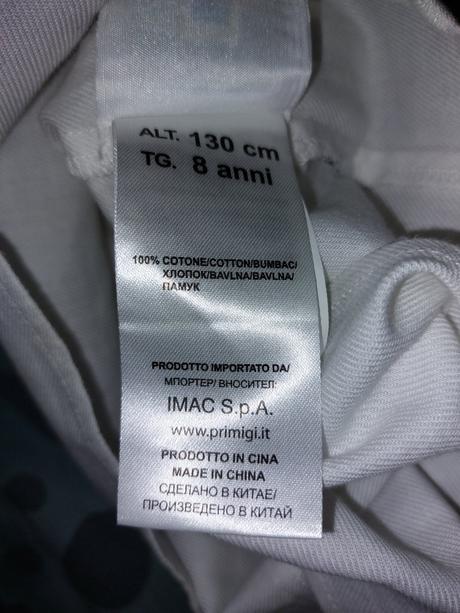 ALT. 130 cm
TG. 8 anni
100% COTONE/COTTON/BUMBAC/
ХЛОПОК/BAVLNA/BAVLNA/
ПАМУК
PRODOTTO IMPORTATO DA/
МПОРТЕР/ ВНОСИТЕЛ:
IMAC S.p.A.
www.primigi.it
PRODOTTO IN CINA
MADE IN CHINA
СДЕЛАНО В КИТАЕ/
ПРОИЗВЕДЕНО В КИТАЙ